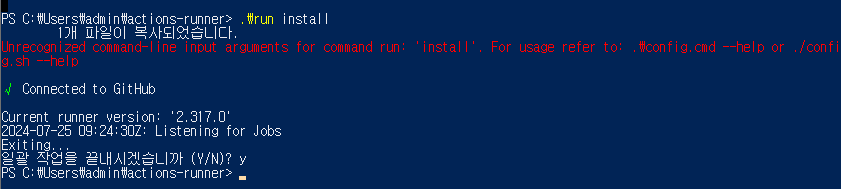 PS C:₩Users₩admin₩actions-runner> .₩run install
1개 파일이 복사되었습니다.
Unrecognized command-line input arguments for command run: 'install'. For usage refer to: .₩config.cmd --help or ./confi
g.sh --help
√ Connected to GitHub
Current runner version: '2.317.0'
2024-07-25 09:24:30Z: Listening for Jobs
Exiting...
일괄 작업을 끝내시겠습니까 (Y/N)? y
PS C:₩Users₩admin₩actions-runner>